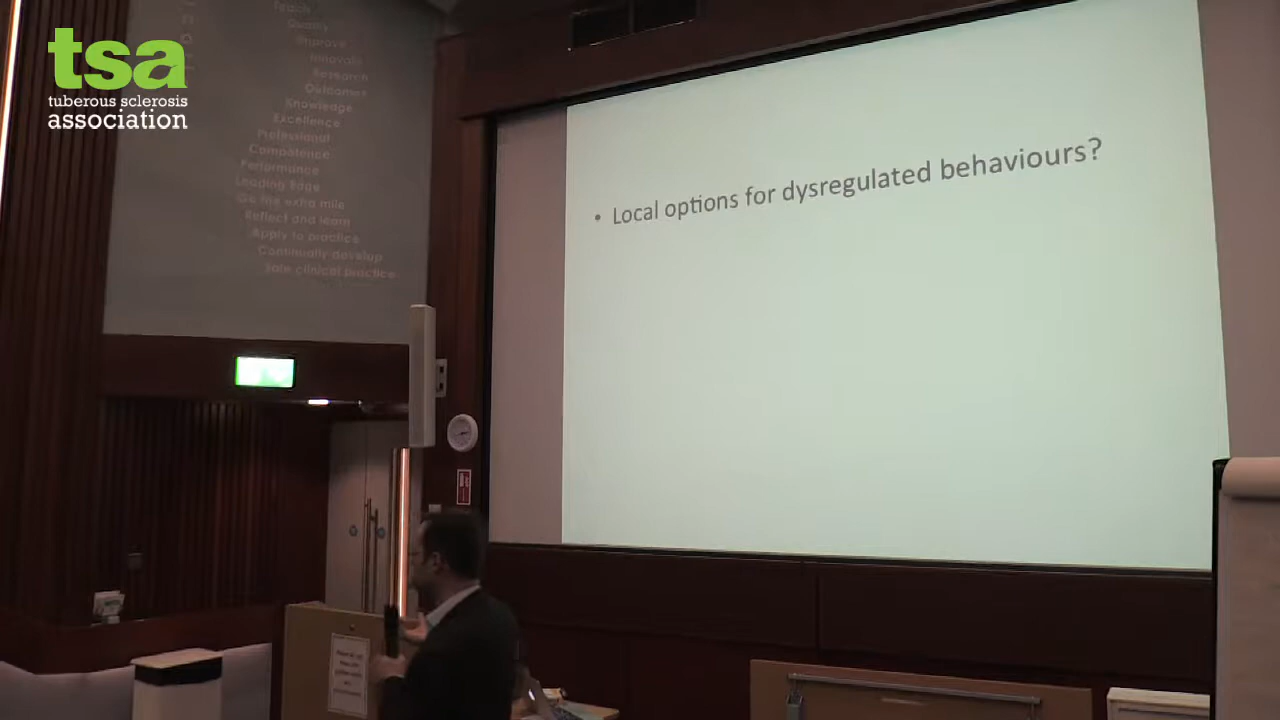 tsa
tuberous sclerosis
association
Teach
Quality
Improve
Innovate
Research
Outcomes
Knowledge
Excellence
Professional
Competence
Performance
Leading Edge
Go the extra mile
Reflect and learn
Apply to practice
Continually develop
Safe clinical practice
• Local options for dysregulated behaviours?